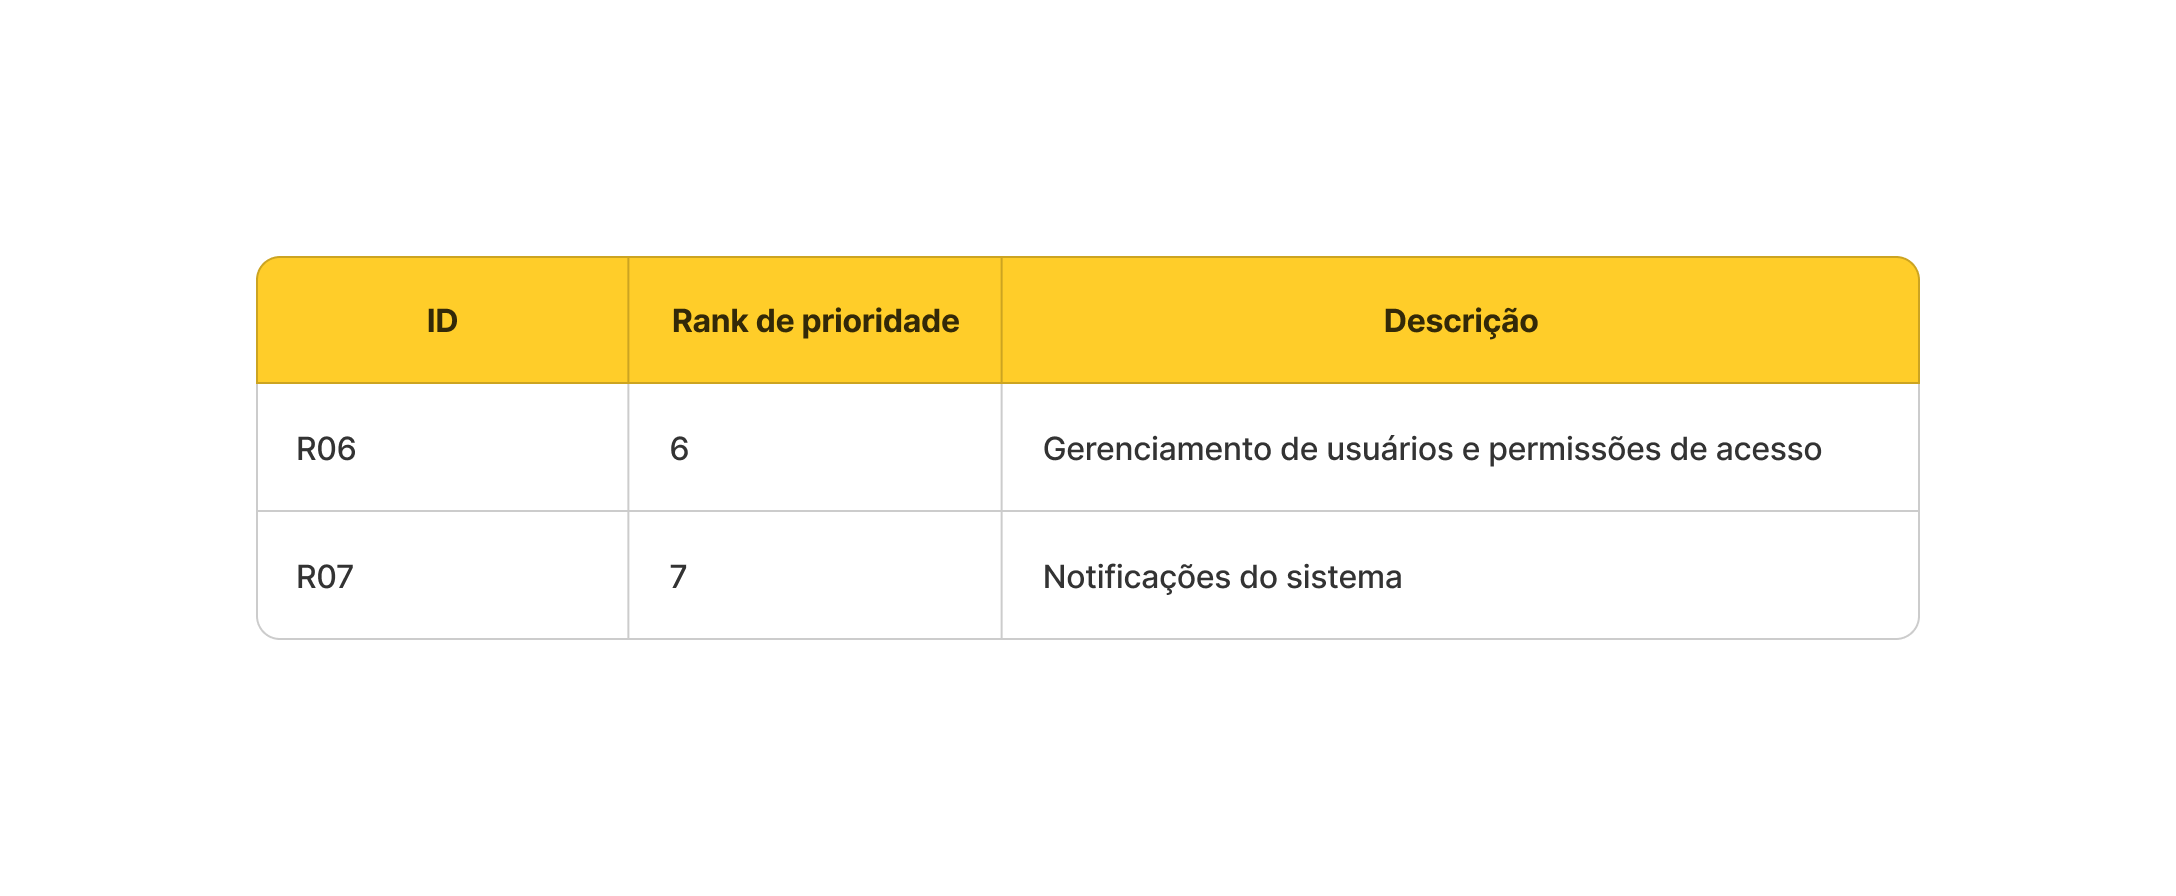 ID Rank de prioridade Descrição
R06 6 Gerenciamento de usuários e permissões de acesso
R07 7 Notificações do sistema